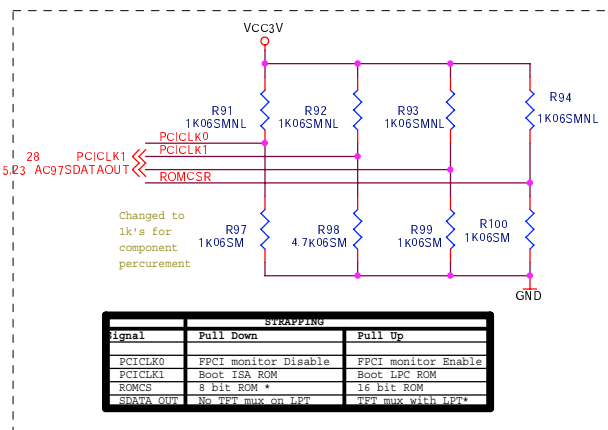 VCC3V
R91
1K06SMNL
R92
1K06SMNL
R93
1K06SMNL
R94
1K06SMNL
PCICLK0
28 PCICLK1 PCICLK1
5,23 AC97SDATAOUT
ROMCSR
Changed to
1k's for
component
percurement
R97
1K06SM
R98
4.7K06SM
R99
1K06SM
R100
1K06SM
GND
STRAPPING
Signal Pull Down Pull Up
PCICLK0 FPCI monitor Disable FPCI monitor Enable
PCICLK1 Boot ISA ROM Boot LPC ROM
ROMCS 8 bit ROM * 16 bit ROM
SDATA OUT No TFT mux on LPT TFT mux with LPT*